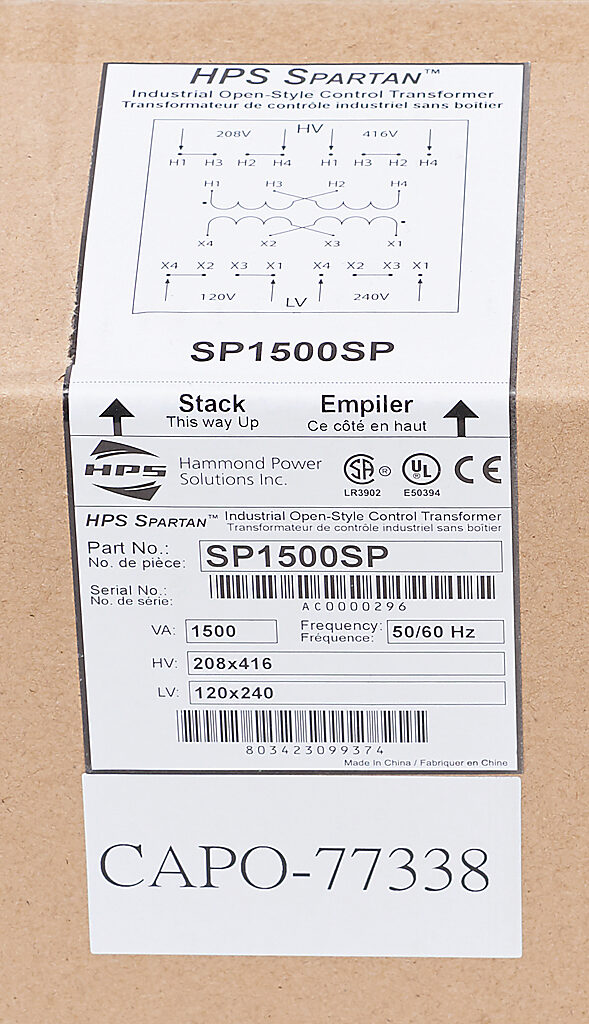 HPS SPARTAN™
Industrial Open-Style Control Transformer
Transformateur de contrôle industriel sans boîtier
208V HV 416V
H1 H3 H2 H4 H1 H3 H2 H4
H1 H3 H2 H4
X4 X2 X3 X1
X4 X2 X3 X1 X4 X2 X3 X1
120V LV 240V
SP1500SP
Stack Empiler
This way Up Ce côté en haut
HPS Hammond Power
Solutions Inc.
SA ® UL CE
LR3902 E50394
HPS SPARTAN™ Industrial Open-Style Control Transformer
Transformateur de contrôle industriel sans boîtier
Part No.: SP1500SP
No. de pièce:
Serial No.:
No. de série:
AC0000296
VA: 1500 Frequency: 50/60 Hz
Fréquence:
HV: 208x416
LV: 120x240
803423099374
Made In China / Fabriquer en Chine
CAPO-77338